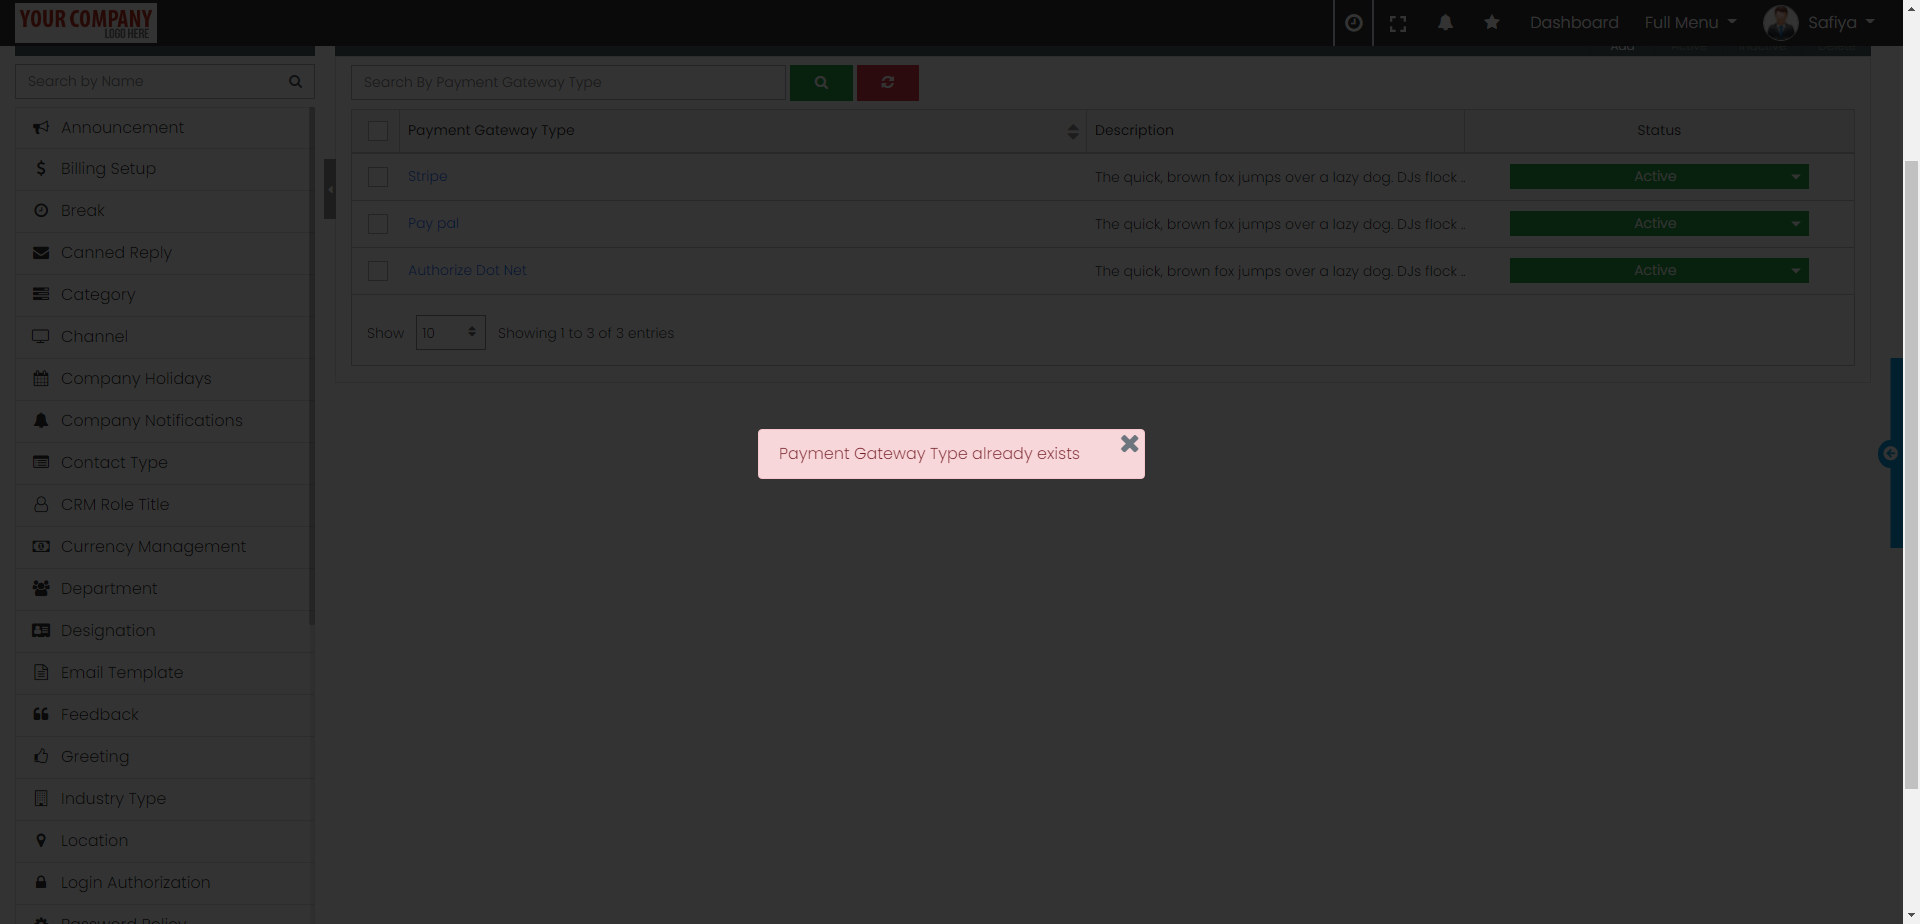 YOUR COMPANY
LOGO HERE
Dashboard
Full Menu
Safiya
Add
Search by Name
Announcement
Billing Setup
Break
Canned Reply
Category
Channel
Company Holidays
Company Notifications
Contact Type
CRM Role Title
Currency Management
Department
Designation
Email Template
Feedback
Greeting
Industry Type
Location
Login Authorization
Password Policy
Search By Payment Gateway Type
Payment Gateway Type
Description
Status
Stripe
The quick, brown fox jumps over a lazy dog. DJs flock ..
Active
Pay pal
The quick, brown fox jumps over a lazy dog. DJs flock ..
Active
Authorize Dot Net
The quick, brown fox jumps over a lazy dog. DJs flock ..
Active
Show 10 Showing 1 to 3 of 3 entries
Payment Gateway Type already exists